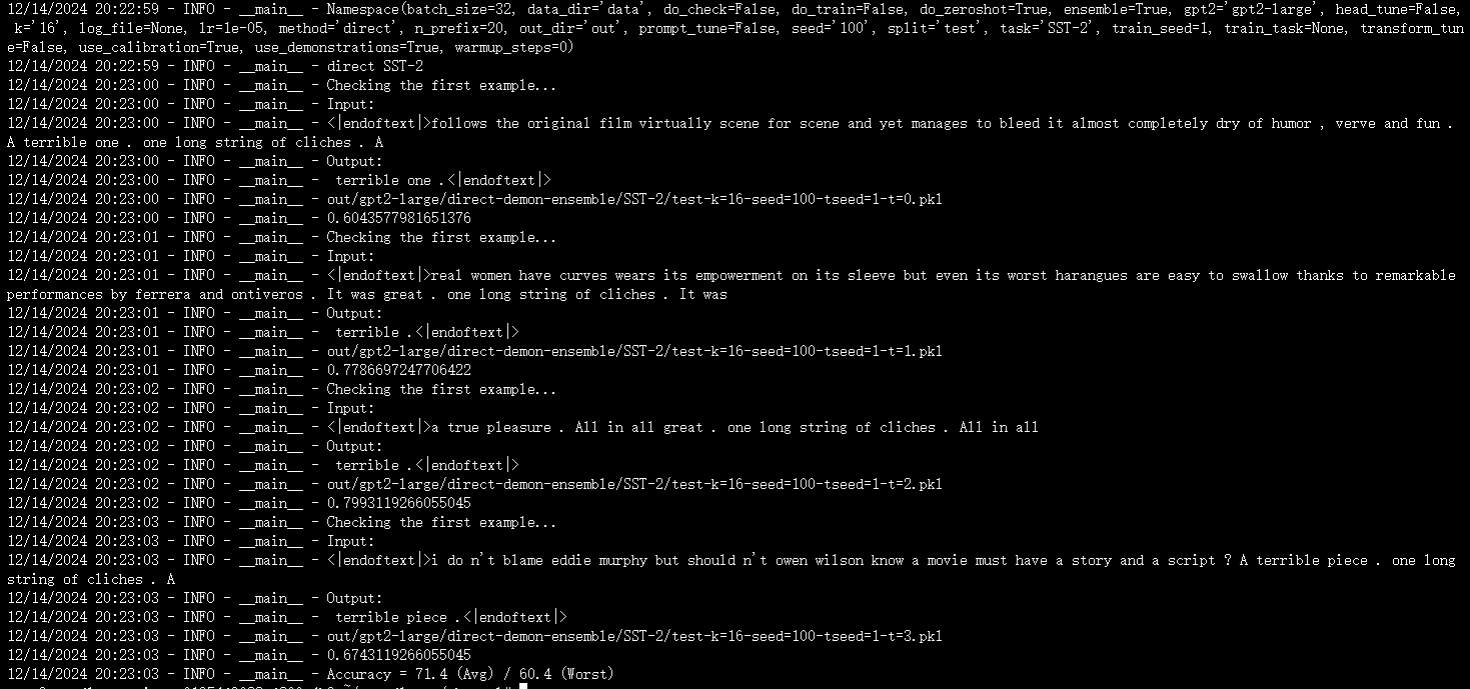 12/14/2024 20:22:59 - INFO - __main__ - Namespace(batch_size=32, data_dir='data', do_check=False, do_train=False, do_zeroshot=True, ensemble=True, gpt2='gpt2-large', head_tune=False,
k='16', log_file=None, lr=1e-05, method='direct', n_prefix=20, out_dir='out', prompt_tune=False, seed='100', split='test', task='SST-2', train_seed=1, train_task=None, transform_tun
e=False, use_calibration=True, use_demonstrations=True, warmup_steps=0)
12/14/2024 20:22:59 - INFO - __main__ - direct SST-2
12/14/2024 20:23:00 - INFO - __main__ - Checking the first example...
12/14/2024 20:23:00 - INFO - __main__ - Input:
12/14/2024 20:23:00 - INFO - __main__ - <|endoftext|>follows the original film virtually scene for scene and yet manages to bleed it almost completely dry of humor , verve and fun .
A terrible one . one long string of cliches . A
12/14/2024 20:23:00 - INFO - __main__ - Output:
12/14/2024 20:23:00 - INFO - __main__ -  terrible one .<|endoftext|>
12/14/2024 20:23:00 - INFO - __main__ - out/gpt2-large/direct-demon-ensemble/SST-2/test-k=16-seed=100-tseed=1-t=0.pkl
12/14/2024 20:23:00 - INFO - __main__ - 0.6043577981651376
12/14/2024 20:23:01 - INFO - __main__ - Checking the first example...
12/14/2024 20:23:01 - INFO - __main__ - Input:
12/14/2024 20:23:01 - INFO - __main__ - <|endoftext|>real women have curves wears its empowerment on its sleeve but even its worst harangues are easy to swallow thanks to remarkable
performances by ferrera and ontiveros . It was great . one long string of cliches . It was
12/14/2024 20:23:01 - INFO - __main__ - Output:
12/14/2024 20:23:01 - INFO - __main__ -  terrible .<|endoftext|>
12/14/2024 20:23:01 - INFO - __main__ - out/gpt2-large/direct-demon-ensemble/SST-2/test-k=16-seed=100-tseed=1-t=1.pkl
12/14/2024 20:23:01 - INFO - __main__ - 0.7786697247706422
12/14/2024 20:23:02 - INFO - __main__ - Checking the first example...
12/14/2024 20:23:02 - INFO - __main__ - Input:
12/14/2024 20:23:02 - INFO - __main__ - <|endoftext|>a true pleasure . All in all great . one long string of cliches . All in all
12/14/2024 20:23:02 - INFO - __main__ - Output:
12/14/2024 20:23:02 - INFO - __main__ -  terrible .<|endoftext|>
12/14/2024 20:23:02 - INFO - __main__ - out/gpt2-large/direct-demon-ensemble/SST-2/test-k=16-seed=100-tseed=1-t=2.pkl
12/14/2024 20:23:02 - INFO - __main__ - 0.7993119266055045
12/14/2024 20:23:03 - INFO - __main__ - Checking the first example...
12/14/2024 20:23:03 - INFO - __main__ - Input:
12/14/2024 20:23:03 - INFO - __main__ - <|endoftext|>i do n't blame eddie murphy but should n't owen wilson know a movie must have a story and a script ? A terrible piece . one long
string of cliches . A
12/14/2024 20:23:03 - INFO - __main__ - Output:
12/14/2024 20:23:03 - INFO - __main__ -  terrible piece .<|endoftext|>
12/14/2024 20:23:03 - INFO - __main__ - out/gpt2-large/direct-demon-ensemble/SST-2/test-k=16-seed=100-tseed=1-t=3.pkl
12/14/2024 20:23:03 - INFO - __main__ - 0.6743119266055045
12/14/2024 20:23:03 - INFO - __main__ - Accuracy = 71.4 (Avg) / 60.4 (Worst)